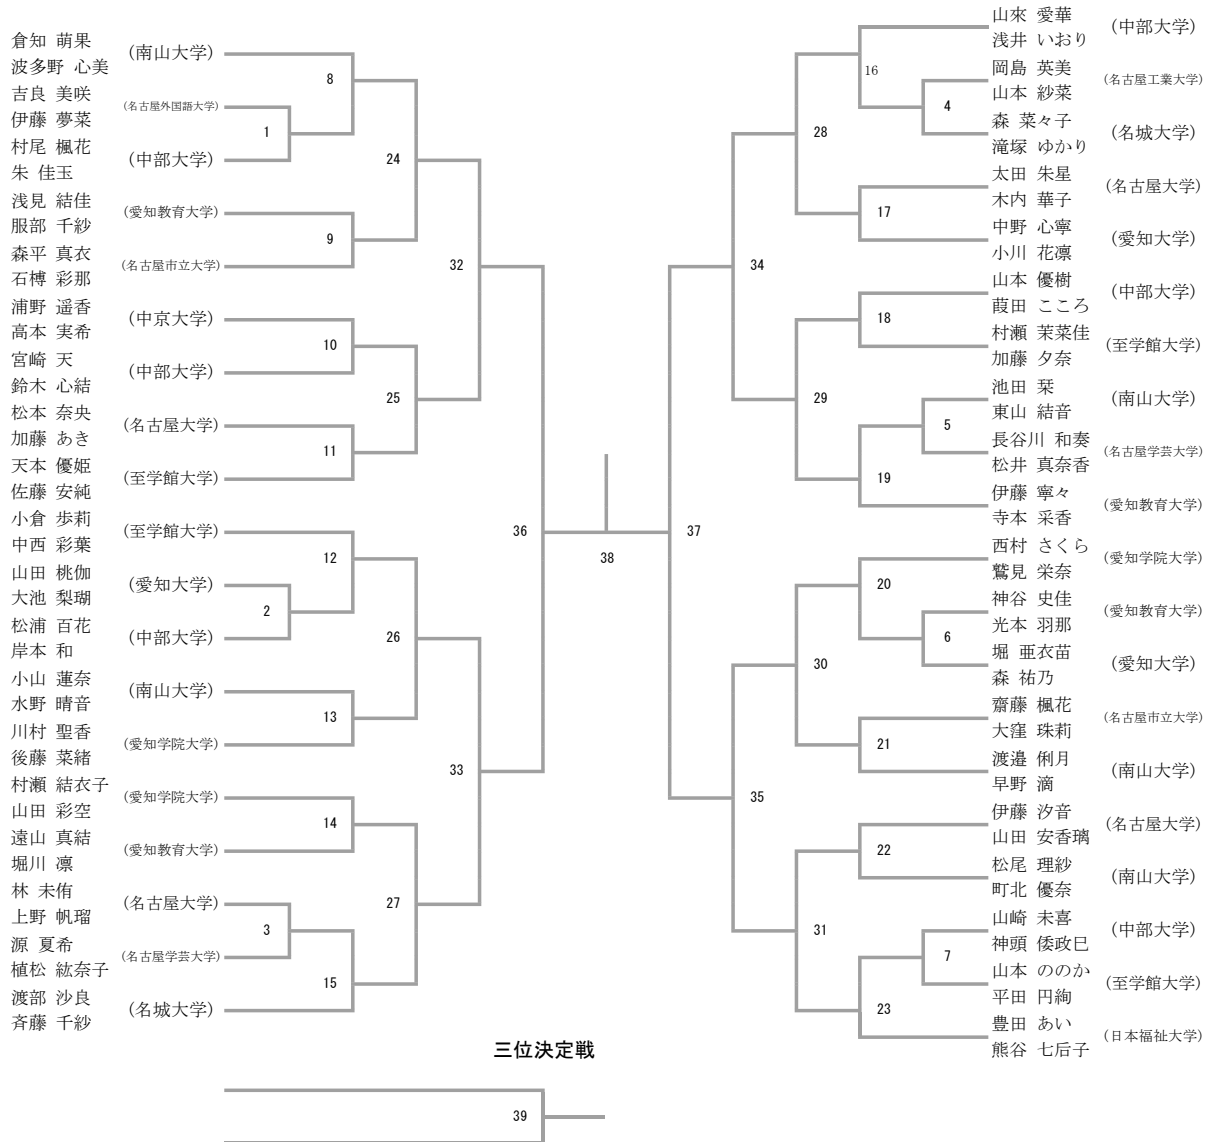 倉知 萌果
(南山大学)
波多野 心美
吉良 美咲
(名古屋外国語大学)
伊藤 夢菜
村尾 楓花
(中部大学)
朱 佳玉
浅見 結佳
(愛知教育大学)
服部 千紗
森平 真衣
(名古屋市立大学)
石榑 彩那
浦野 遥香
(中京大学)
高本 実希
宮崎 天
(中部大学)
鈴木 心結
松本 奈央
(名古屋大学)
加藤 あき
天本 優姫
(至学館大学)
佐藤 安純
小倉 歩莉
(至学館大学)
中西 彩葉
山田 桃伽
(愛知大学)
大池 梨瑚
松浦 百花
(中部大学)
岸本 和
小山 蓮奈
(南山大学)
水野 晴音
川村 聖香
(愛知学院大学)
後藤 菜緒
村瀬 結衣子
(愛知学院大学)
山田 彩空
遠山 真結
(愛知教育大学)
堀川 凛
林 未侑
(名古屋大学)
上野 帆瑠
源 夏希
(名古屋学芸大学)
植松 紘奈子
渡部 沙良
(名城大学)
斉藤 千紗
1
2
3
8
9
10
11
12
13
14
15
24
25
26
27
32
33
36
38
37
34
35
28
29
30
31
16
17
18
19
20
21
22
23
4
5
6
7
山來 愛華
(中部大学)
浅井 いおり
岡島 英美
(名古屋工業大学)
山本 紗菜
森 菜々子
(名城大学)
滝塚 ゆかり
太田 朱星
(名古屋大学)
木内 華子
中野 心寧
(愛知大学)
小川 花凛
山本 優樹
(中部大学)
葭田 こころ
村瀬 茉菜佳
(至学館大学)
加藤 夕奈
池田 栞
(南山大学)
東山 結音
長谷川 和奏
(名古屋学芸大学)
松井 真奈香
伊藤 寧々
(愛知教育大学)
寺本 采香
西村 さくら
(愛知学院大学)
鷲見 栄奈
神谷 史佳
(愛知教育大学)
光本 羽那
堀 亜衣苗
(愛知大学)
森 祐乃
齋藤 楓花
(名古屋市立大学)
大窪 珠莉
渡邉 俐月
(南山大学)
早野 滴
伊藤 汐音
(名古屋大学)
山田 安香璃
松尾 理紗
(南山大学)
町北 優奈
山崎 未喜
(中部大学)
神頭 倭政巳
山本 ののか
(至学館大学)
平田 円絢
豊田 あい
(日本福祉大学)
熊谷 七后子
三位決定戦
39